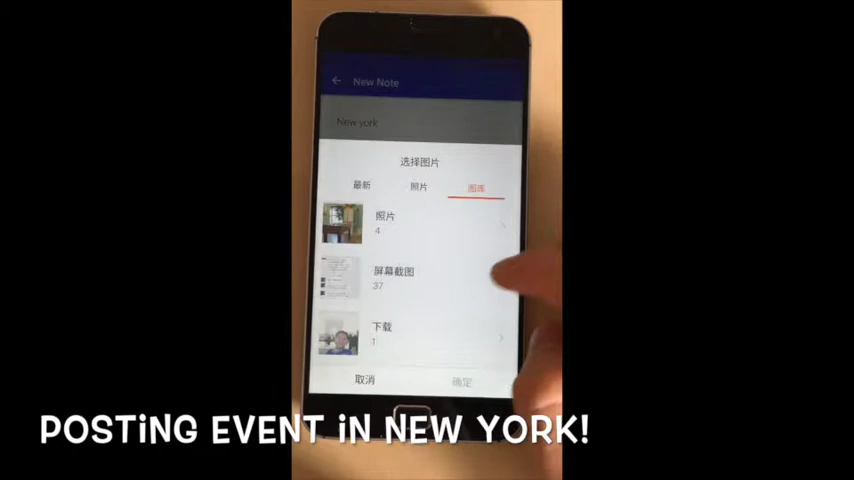 New Note
New york
选择图片
最新 照片 图库
照片
4
屏幕截图
37
下载
1
取消 确定
POSTING EVENT IN NEW YORK!